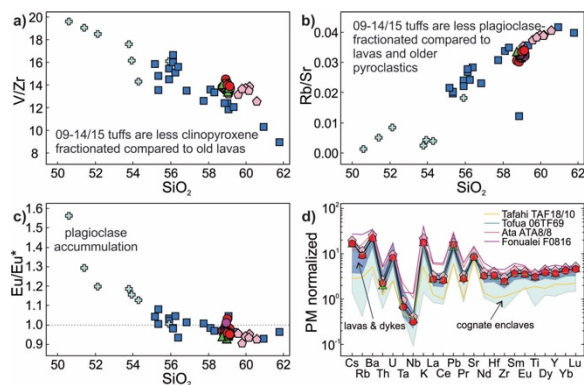 a)
V/Zr
20
18
16
14
12
10
09-14/15 tuffs are less clinopyroxene
fractionated compared to old lavas
50
52
54
56
58
60
62
SiO₂
b)
09-14/15 tuffs are less plagioclase-
fractionated compared to
lavas and older
pyroclastics
Rb/Sr
0.04
0.03
0.02
0.01
0.00
50
52
54
56
58
60
62
SiO₂
c)
Eu/Eu*
1.6
1.5
1.4
1.3
1.2
1.1
1.0
0.9
0.8
plagioclase
accumulation
50
52
54
56
58
60
62
SiO₂
d)
PM normalized
10²
10¹
10⁰
10⁻¹
Tafahi TAF18/10
Tofua 06TF69
Ata ATA8/8
Fonualei F0816
lavas & dykes
cognate enclaves
Cs Ba U Nb La Pb Sr Hf Sm Ti Y Lu
Rb Th Ta K Ce Pr Nd Zr Eu Dy Yb